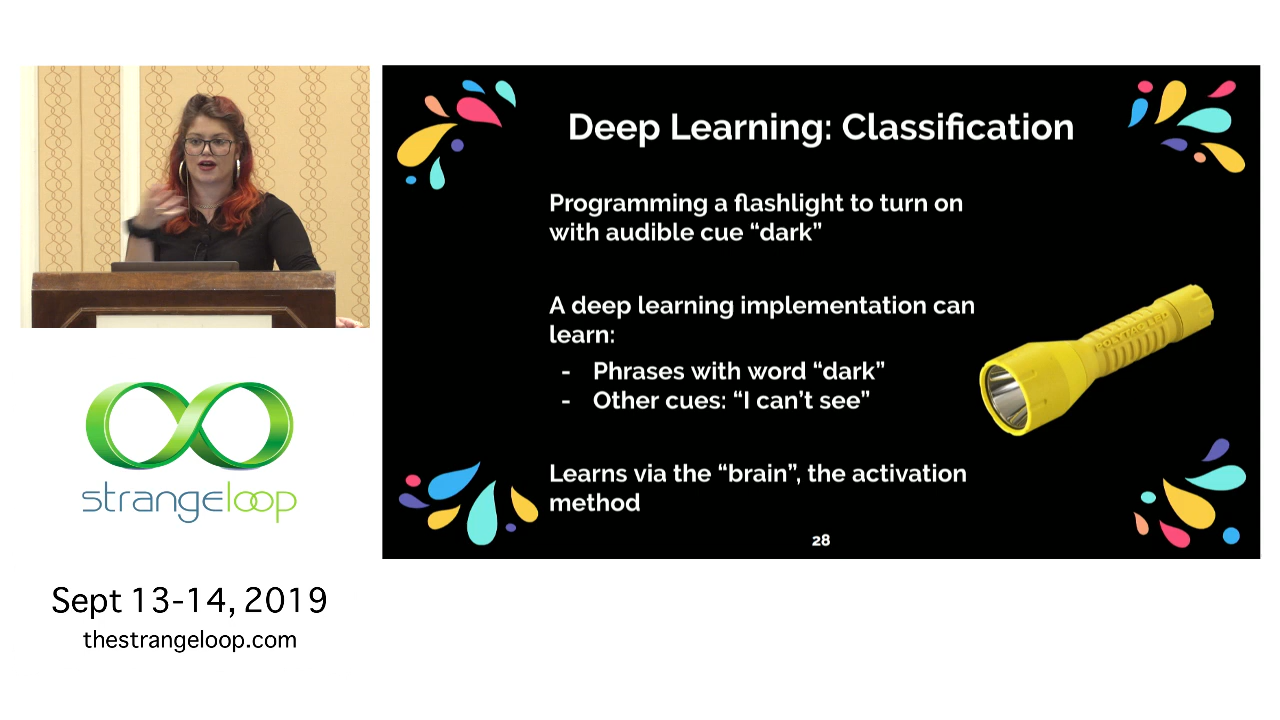 Deep Learning: Classification
Programming a flashlight to turn on
with audible cue “dark”
A deep learning implementation can
learn:
- Phrases with word “dark”
- Other cues: “I can’t see”
Learns via the “brain”, the activation
method
28
POLYTAC LED
strangeloop
Sept 13-14, 2019
thestrangeloop.com